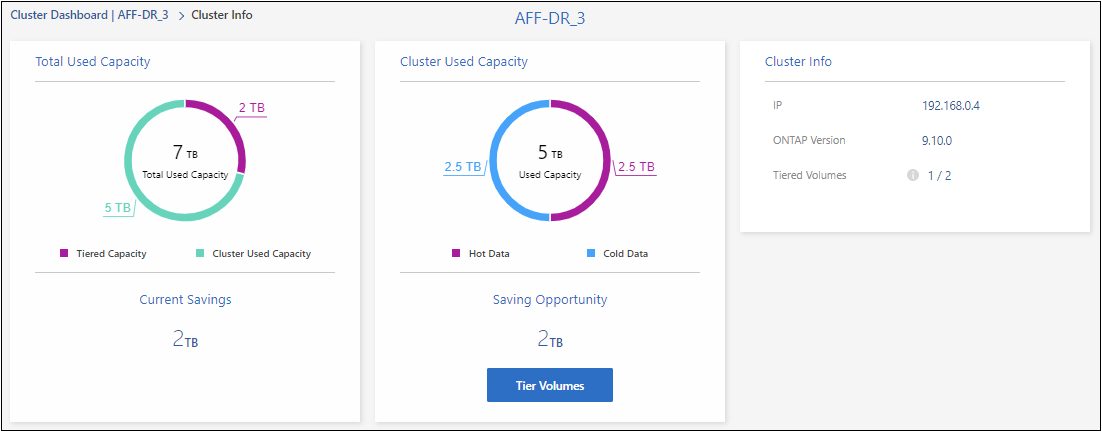 Cluster Dashboard | AFF-DR_3 > Cluster Info
AFF-DR_3
Total Used Capacity
2 TB
7 TB
Total Used Capacity
5 TB
Tiered Capacity
Cluster Used Capacity
Current Savings
2TB
Cluster Used Capacity
5 TB
Used Capacity
2.5 TB
2.5 TB
Hot Data
Cold Data
Saving Opportunity
2TB
Tier Volumes
Cluster Info
IP 192.168.0.4
ONTAP Version 9.10.0
Tiered Volumes i 1 / 2